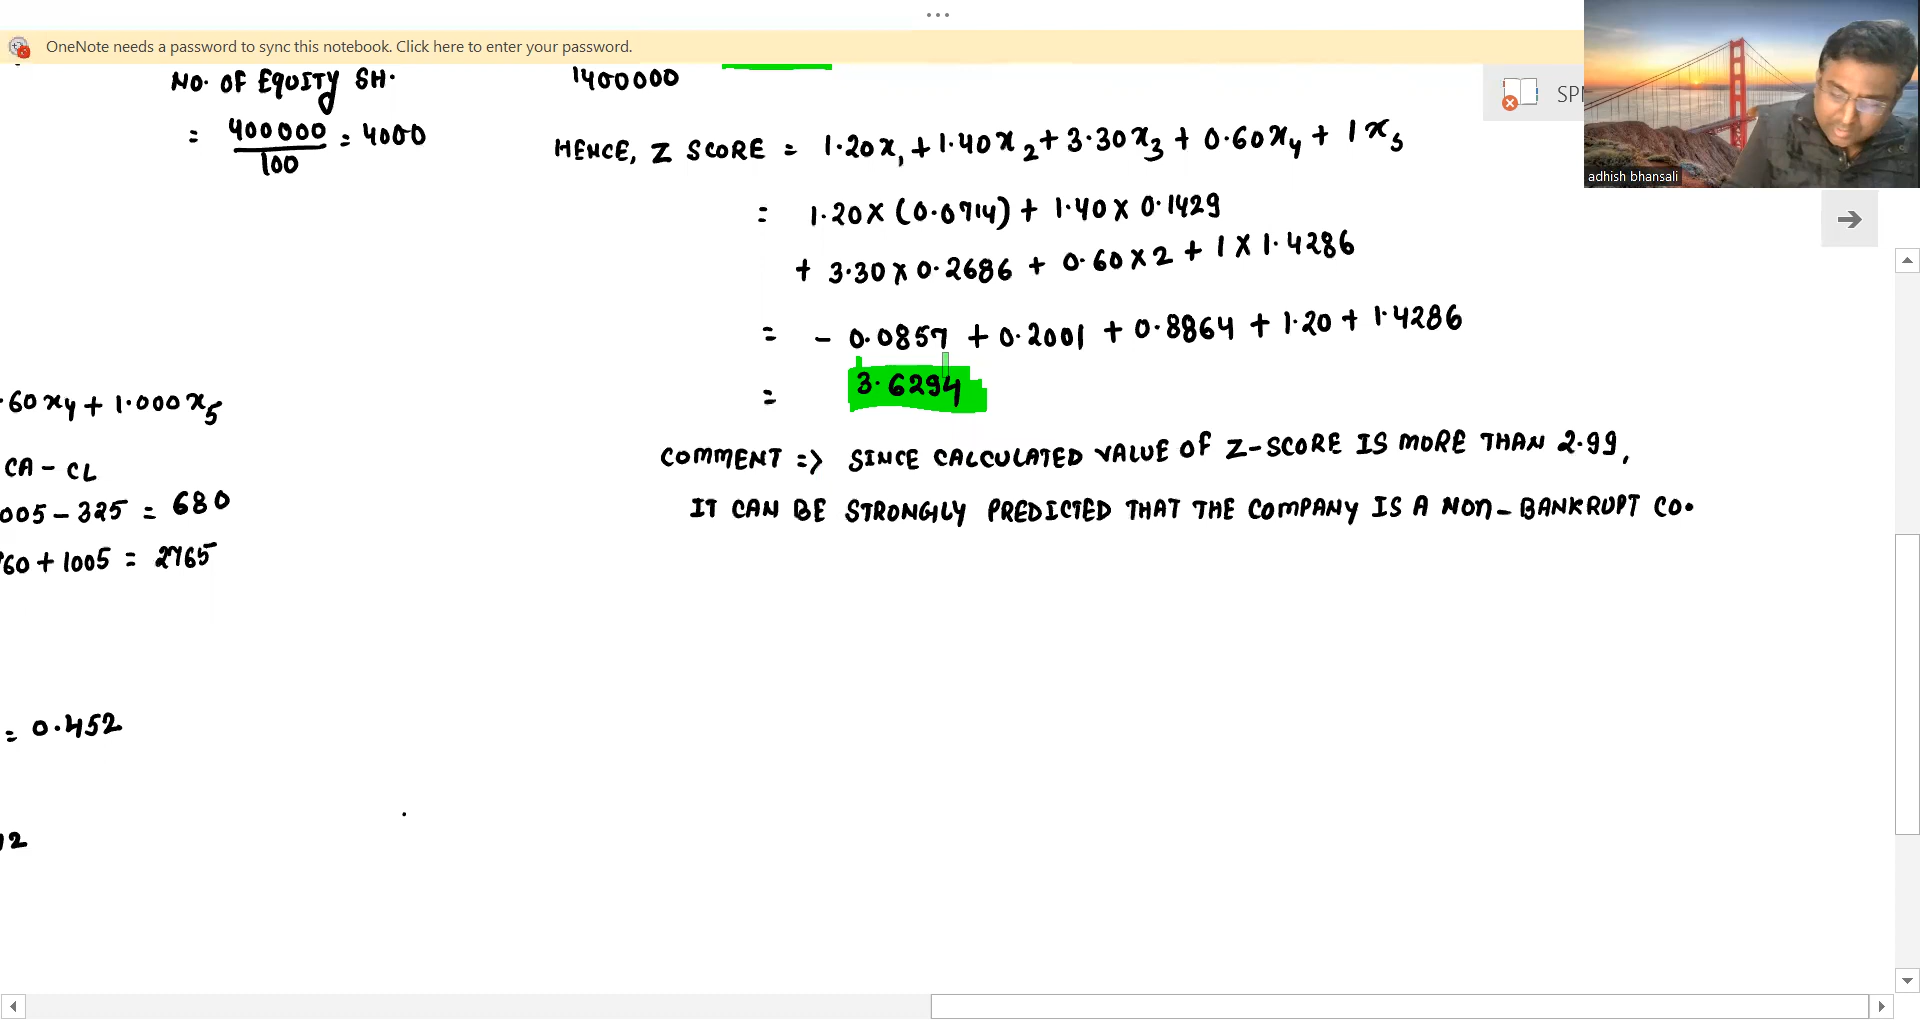 OneNote needs a password to sync this notebook. Click here to enter your password.
NO. OF EQUITY SH.
= 400000 / 100 = 4000
1400000
HENCE, Z SCORE = 1.20x1 + 1.40x2 + 3.30x3 + 0.60x4 + 1x5
= 1.20 x (0.0714) + 1.40 x 0.1429
+ 3.30 x 0.2686 + 0.60 x 2 + 1 x 1.4286
= - 0.0857 + 0.2001 + 0.8864 + 1.20 + 1.4286
= 3.6294
COMMENT => SINCE CALCULATED VALUE OF Z-SCORE IS MORE THAN 2.99,
IT CAN BE STRONGLY PREDICTED THAT THE COMPANY IS A NON-BANKRUPT CO.
.60x4 + 1.000x5
CA - CL
005 - 325 = 680
60 + 1005 = 2765
= 0.452
12
adhish bhansali